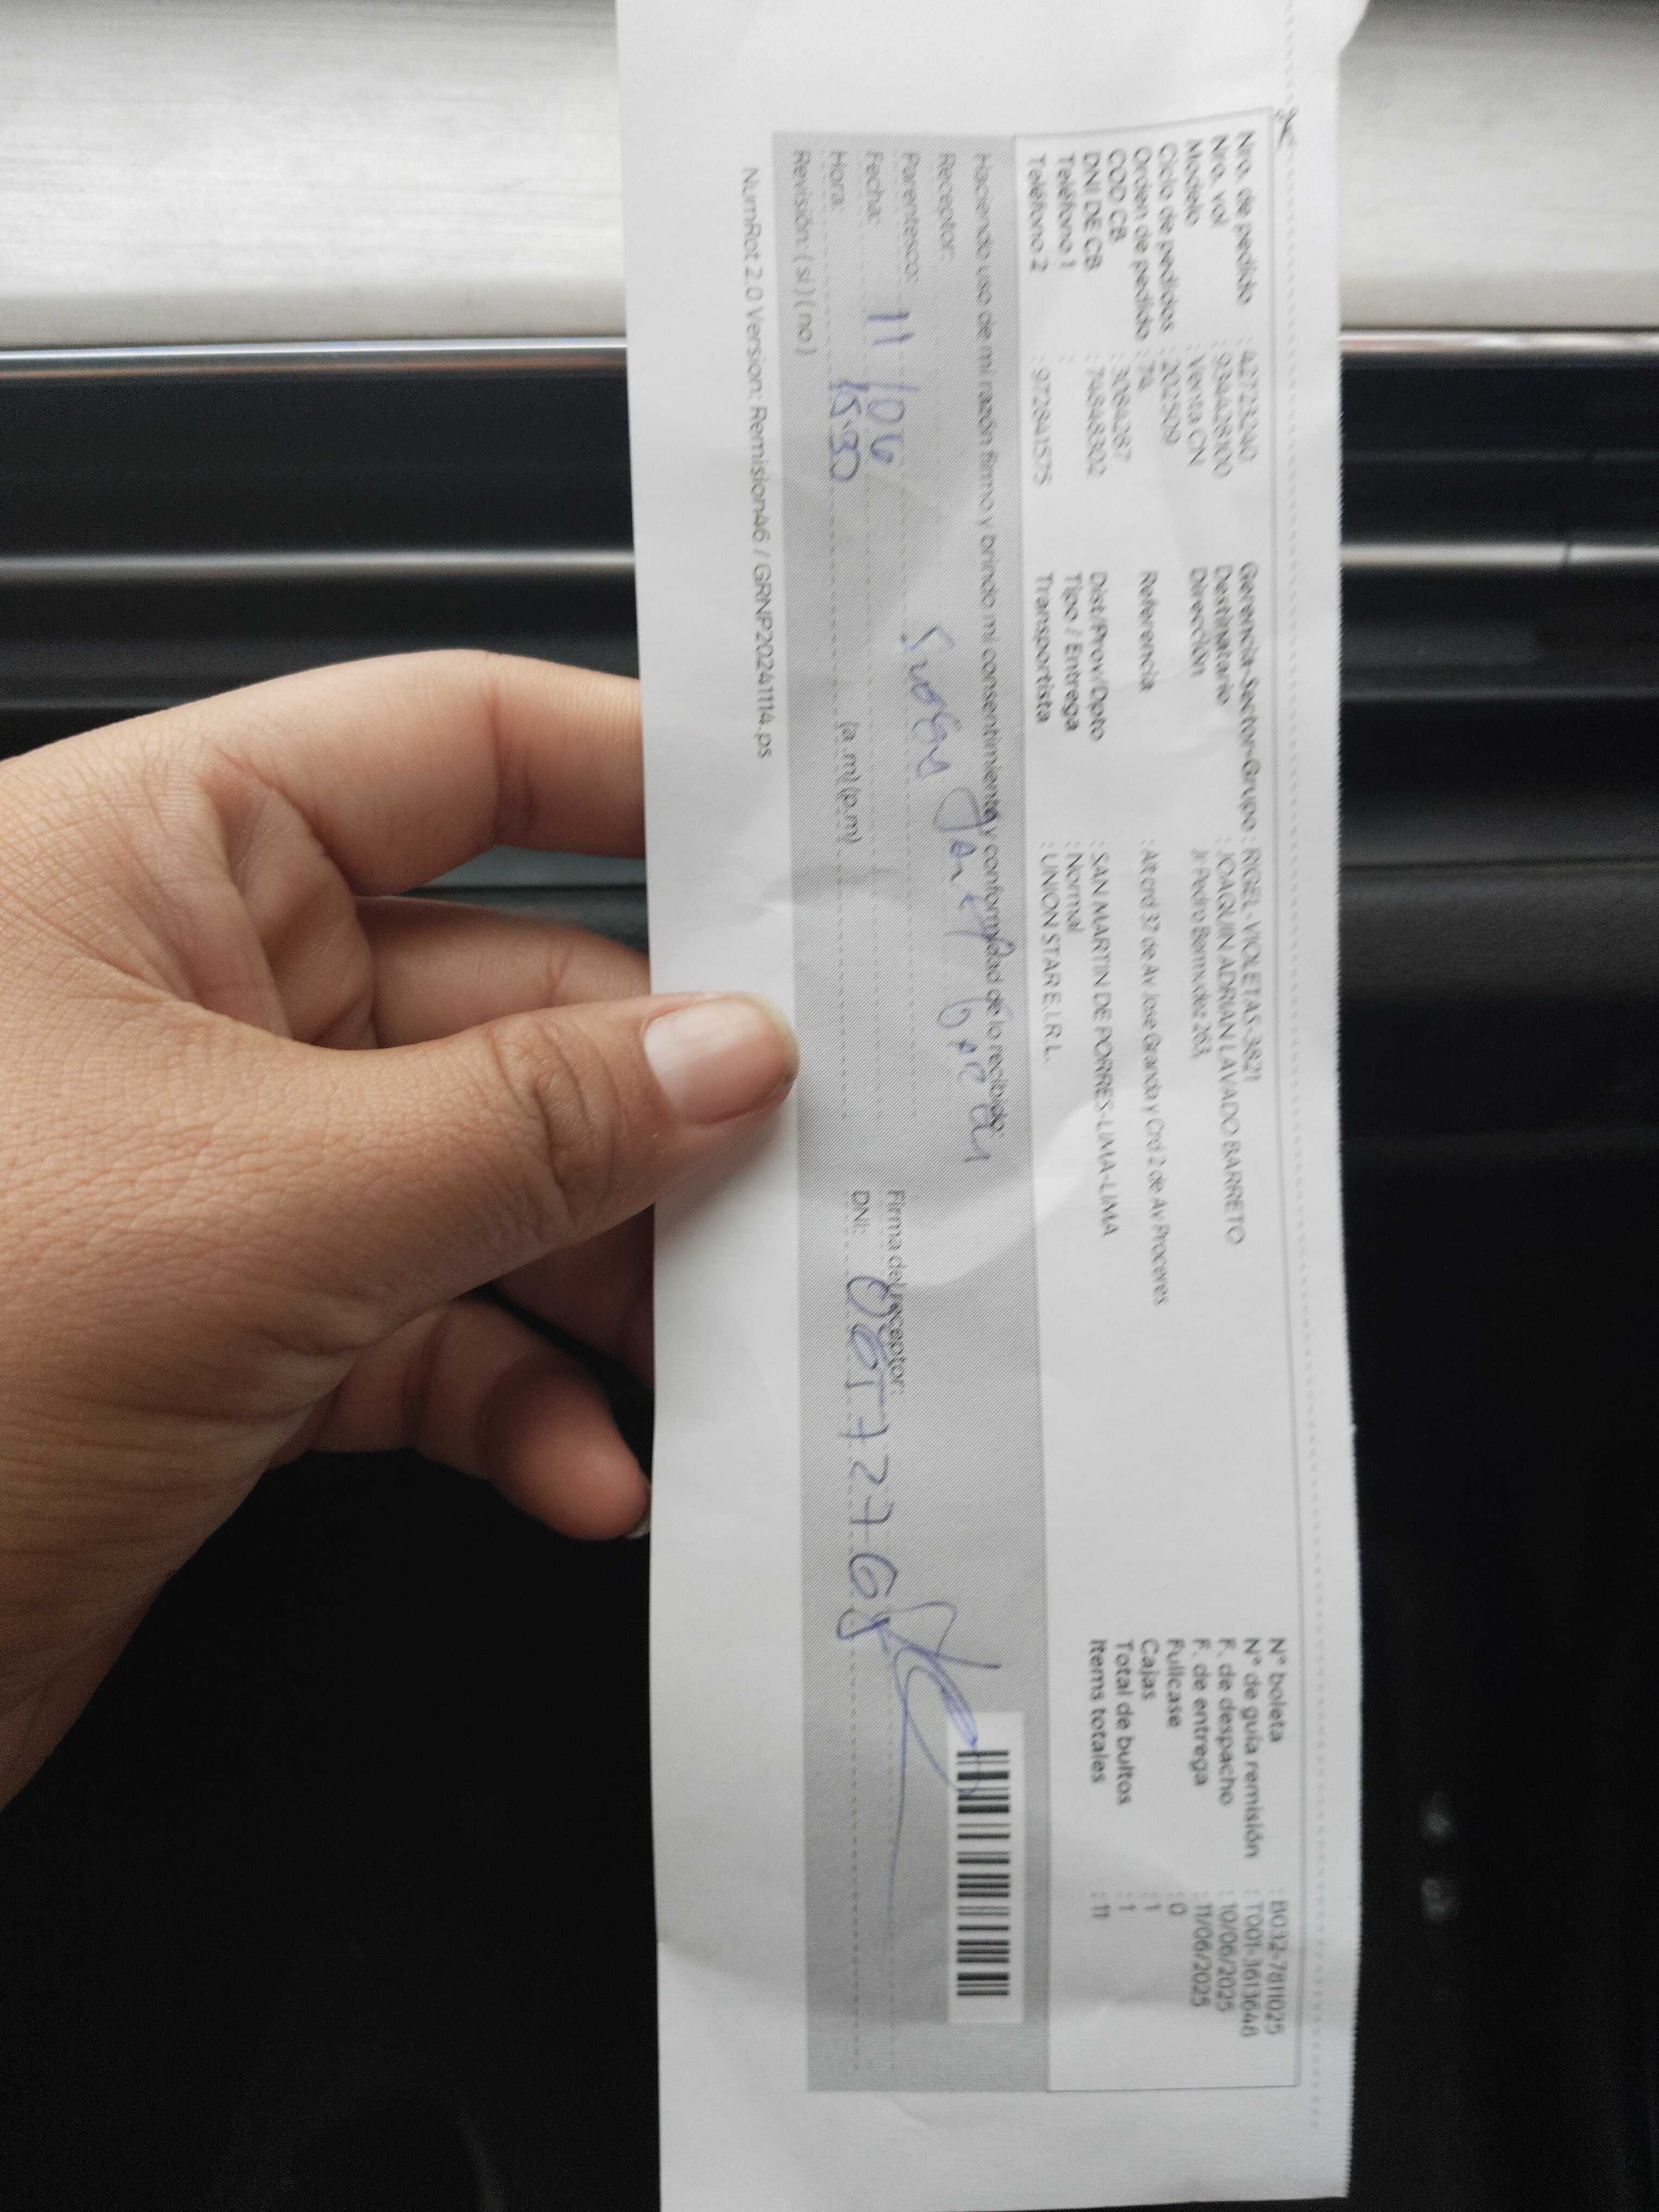 Nro. de pedido : 42723240
Nro. vol : 934428100
Modelo : Venta ON
Ciclo de pedidos : 202509
Orden de pedido : 74
COD CB : 3084287
DNI DE CB : 74848302
Teléfono 1 :
Teléfono 2 : 972841575
Gerencia-Sector-Grupo : RIGEL-VIOLETAS-3821
Destinatario : JOAQUIN ADRIAN LAVADO BARRETO
Dirección Jr Pedro Bermudez 263,
Referencia : Alt crd 37 de Av Jose Granda y Crd 2 de Av Proceres
Dist/Prov/Dpto : SAN MARTIN DE PORRES-LIMA-LIMA
Tipo / Entrega : Normal
Transportista : UNION STAR E.I.R.L.
N° boleta : B032-7811025
N° de guía remisión : T001-3613648
F. de despacho : 10/06/2025
F. de entrega : 11/06/2025
Fullcase : 0
Cajas : 1
Total de bultos : 1
Items totales : 11
Haciendo uso de mi razón firmo y brindo mi consentimiento y conformidad de lo recibido:
Receptor:
Parentesco:
Fecha: 11/06
Hora: 15:30 (a.m) (p.m)
Revisión: ( si ) ( no )
Firma del receptor:
DNI:
NumRot 2.0 Version: Remision46 / GRNP20241114.ps